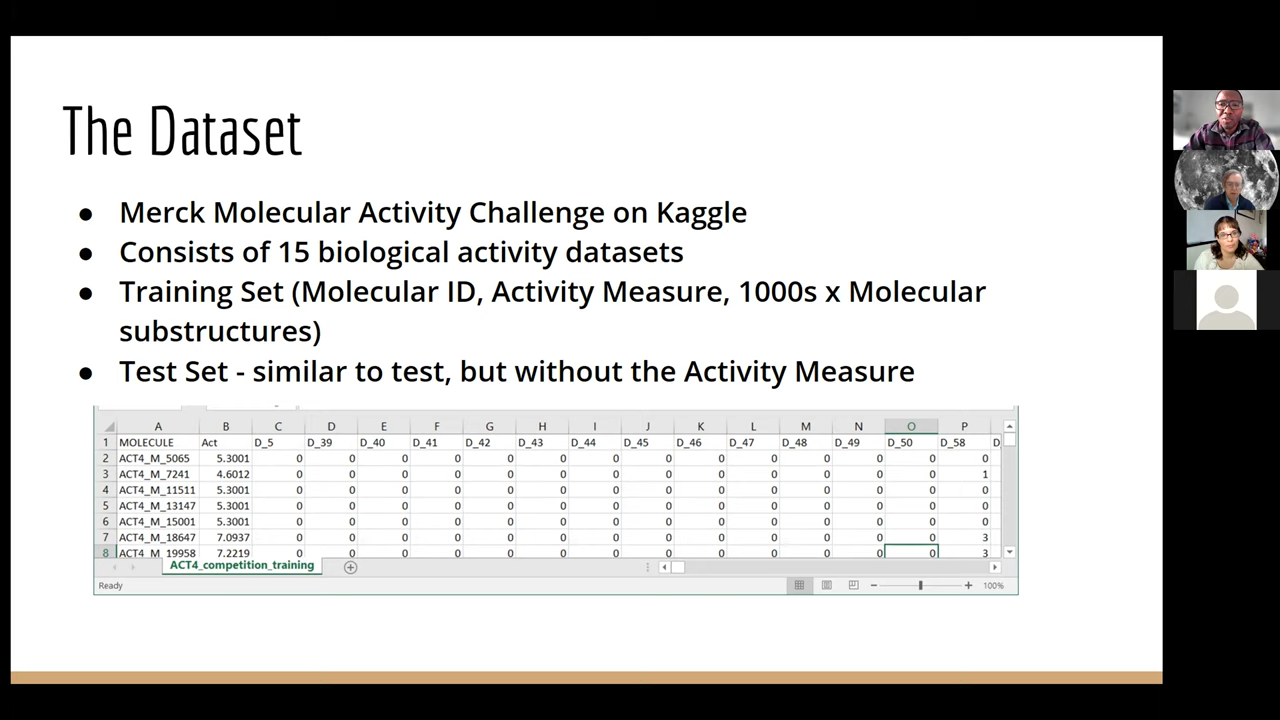 The Dataset
● Merck Molecular Activity Challenge on Kaggle
● Consists of 15 biological activity datasets
● Training Set (Molecular ID, Activity Measure, 1000s x Molecular
substructures)
● Test Set - similar to test, but without the Activity Measure
A B C D E F G H I J K L M N O P
1 MOLECULE Act D_5 D_39 D_40 D_41 D_42 D_43 D_44 D_45 D_46 D_47 D_48 D_49 D_50 D_58 D
2 ACT4_M_5065 5.3001 0 0 0 0 0 0 0 0 0 0 0 0 0 0
3 ACT4_M_7241 4.6012 0 0 0 0 0 0 0 0 0 0 0 0 0 1
4 ACT4_M_11511 5.3001 0 0 0 0 0 0 0 0 0 0 0 0 0 0
5 ACT4_M_13147 5.3001 0 0 0 0 0 0 0 0 0 0 0 0 0 0
6 ACT4_M_15001 5.3001 0 0 0 0 0 0 0 0 0 0 0 0 0 0
7 ACT4_M_18647 7.0937 0 0 0 0 0 0 0 0 0 0 0 0 0 3
8 ACT4_M_19958 7.2219 0 0 0 0 0 0 0 0 0 0 0 0 0 3
ACT4_competition_training
Ready 100%